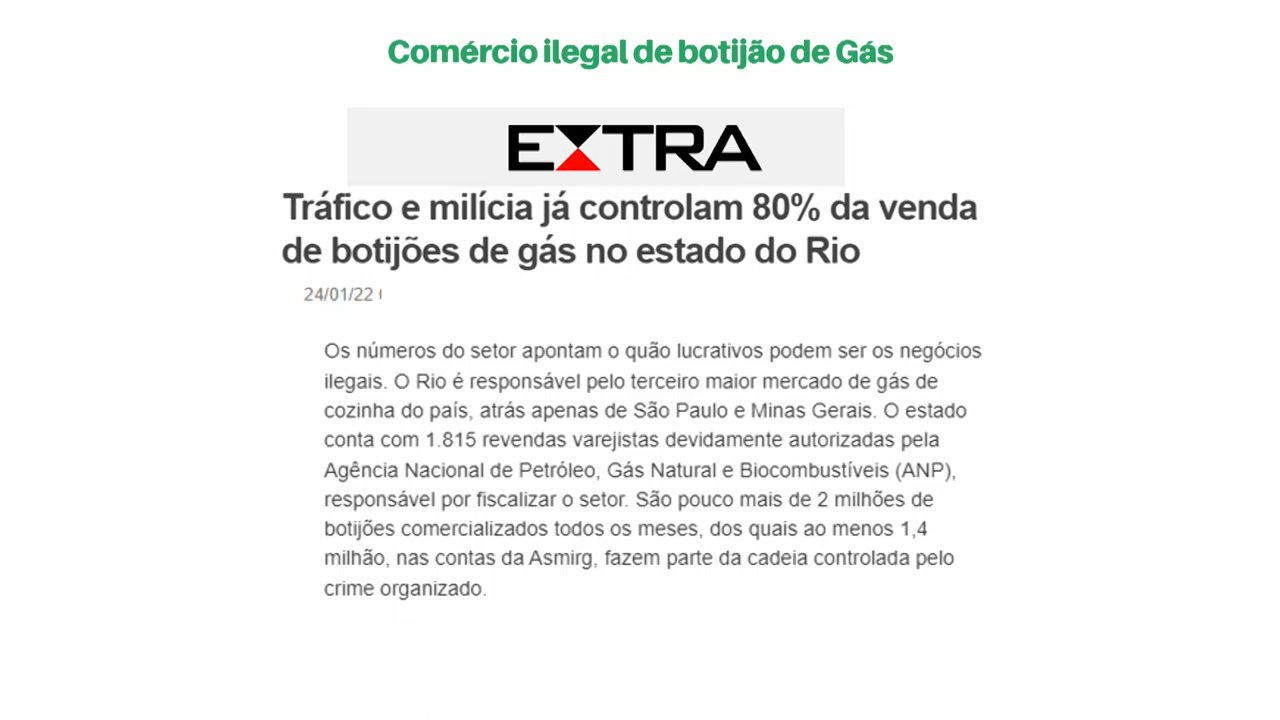 Comércio ilegal de botijão de Gás
EXTRA
Tráfico e milícia já controlam 80% da venda
de botijões de gás no estado do Rio
24/01/22
Os números do setor apontam o quão lucrativos podem ser os negócios
ilegais. O Rio é responsável pelo terceiro maior mercado de gás de
cozinha do país, atrás apenas de São Paulo e Minas Gerais. O estado
conta com 1.815 revendas varejistas devidamente autorizadas pela
Agência Nacional de Petróleo, Gás Natural e Biocombustíveis (ANP),
responsável por fiscalizar o setor. São pouco mais de 2 milhões de
botijões comercializados todos os meses, dos quais ao menos 1,4
milhão, nas contas da Asmirg, fazem parte da cadeia controlada pelo
crime organizado.